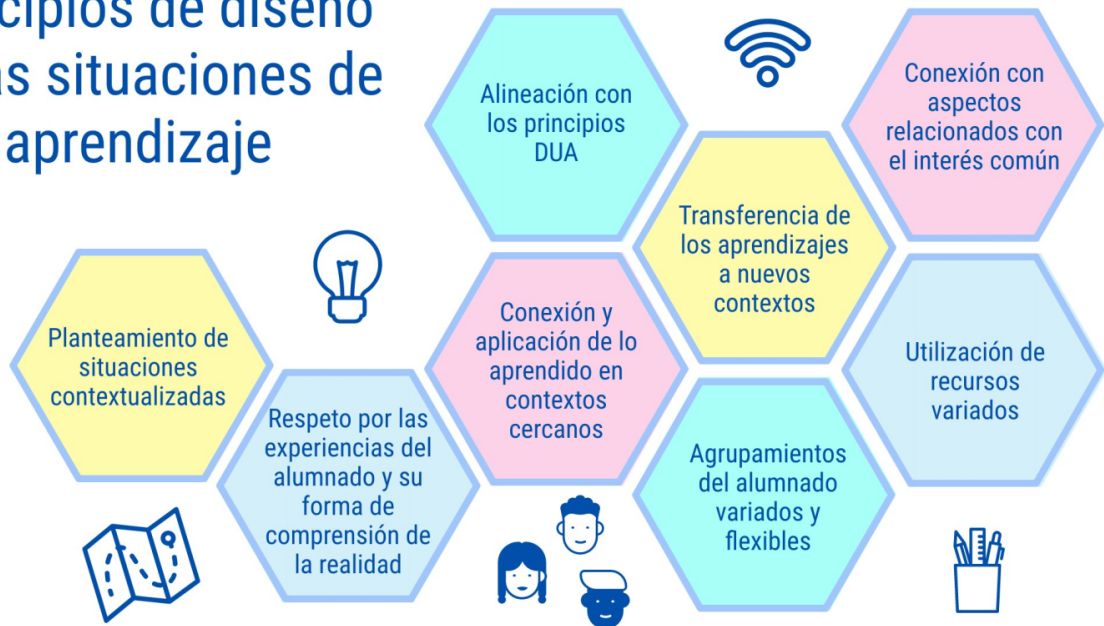 cipios de diseño
as situaciones de
aprendizaje
Alineación con
los principios
DUA
Conexión con
aspectos
relacionados con
el interés común
Transferencia de
los aprendizajes
a nuevos
contextos
Planteamiento de
situaciones
contextualizadas
Respeto por las
experiencias del
alumnado y su
forma de
comprensión de
la realidad
Conexión y
aplicación de lo
aprendido en
contextos
cercanos
Agrupamientos
del alumnado
variados y
flexibles
Utilización de
recursos
variados